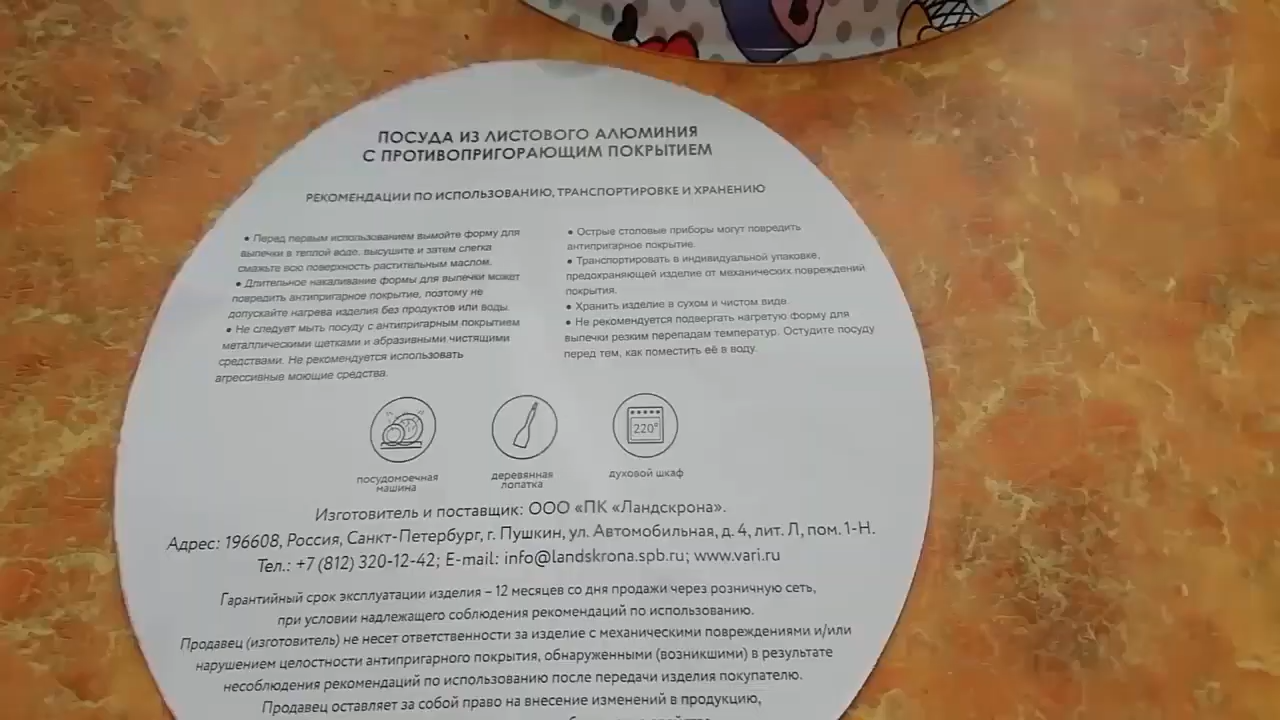 ПОСУДА ИЗ ЛИСТОВОГО АЛЮМИНИЯ
С ПРОТИВОПРИГОРАЮЩИМ ПОКРЫТИЕМ
РЕКОМЕНДАЦИИ ПО ИСПОЛЬЗОВАНИЮ, ТРАНСПОРТИРОВКЕ И ХРАНЕНИЮ
• Перед первым использованием вымойте форму для
выпечки в теплой воде, высушите и затем слегка
смажьте всю поверхность растительным маслом.
• Длительное накаливание формы для выпечки может
повредить антипригарное покрытие, поэтому не
допускайте нагрева изделия без продуктов или воды.
• Не следует мыть посуду с антипригарным покрытием
металлическими щетками и абразивными чистящими
средствами. Не рекомендуется использовать
агрессивные моющие средства.
• Острые столовые приборы могут повредить
антипригарное покрытие.
• Транспортировать в индивидуальной упаковке,
предохраняющей изделие от механических повреждений
покрытия.
• Хранить изделие в сухом и чистом виде.
• Не рекомендуется подвергать нагретую форму для
выпечки резким перепадам температур. Остудите посуду
перед тем, как поместить её в воду.
220°
посудомоечная
машина
деревянная
лопатка
духовой шкаф
Изготовитель и поставщик: ООО «ПК «Ландскрона».
Адрес: 196608, Россия, Санкт-Петербург, г. Пушкин, ул. Автомобильная, д. 4, лит. Л, пом. 1-Н.
Тел.: +7 (812) 320-12-42; E-mail: info@landskrona.spb.ru; www.vari.ru
Гарантийный срок эксплуатации изделия – 12 месяцев со дня продажи через розничную сеть,
при условии надлежащего соблюдения рекомендаций по использованию.
Продавец (изготовитель) не несет ответственности за изделие с механическими повреждениями и/или
нарушением целостности антипригарного покрытия, обнаруженными (возникшими) в результате
несоблюдения рекомендаций по использованию после передачи изделия покупателю.
Продавец оставляет за собой право на внесение изменений в продукцию,